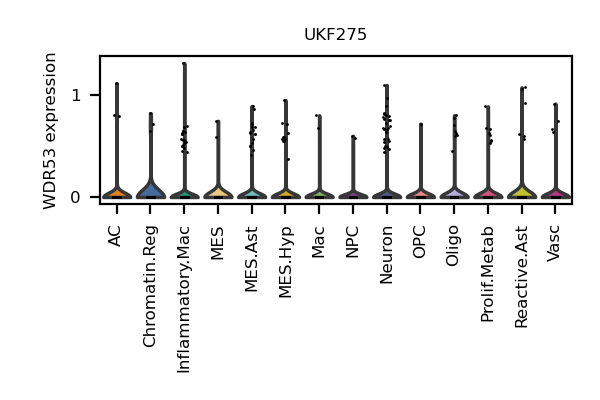 UKF275
WDR53 expression
1
0
AC
Chromatin.Reg
Inflammatory.Mac
MES
MES.Ast
MES.Hyp
Mac
NPC
Neuron
OPC
Oligo
Prolif.Metab
Reactive.Ast
Vasc